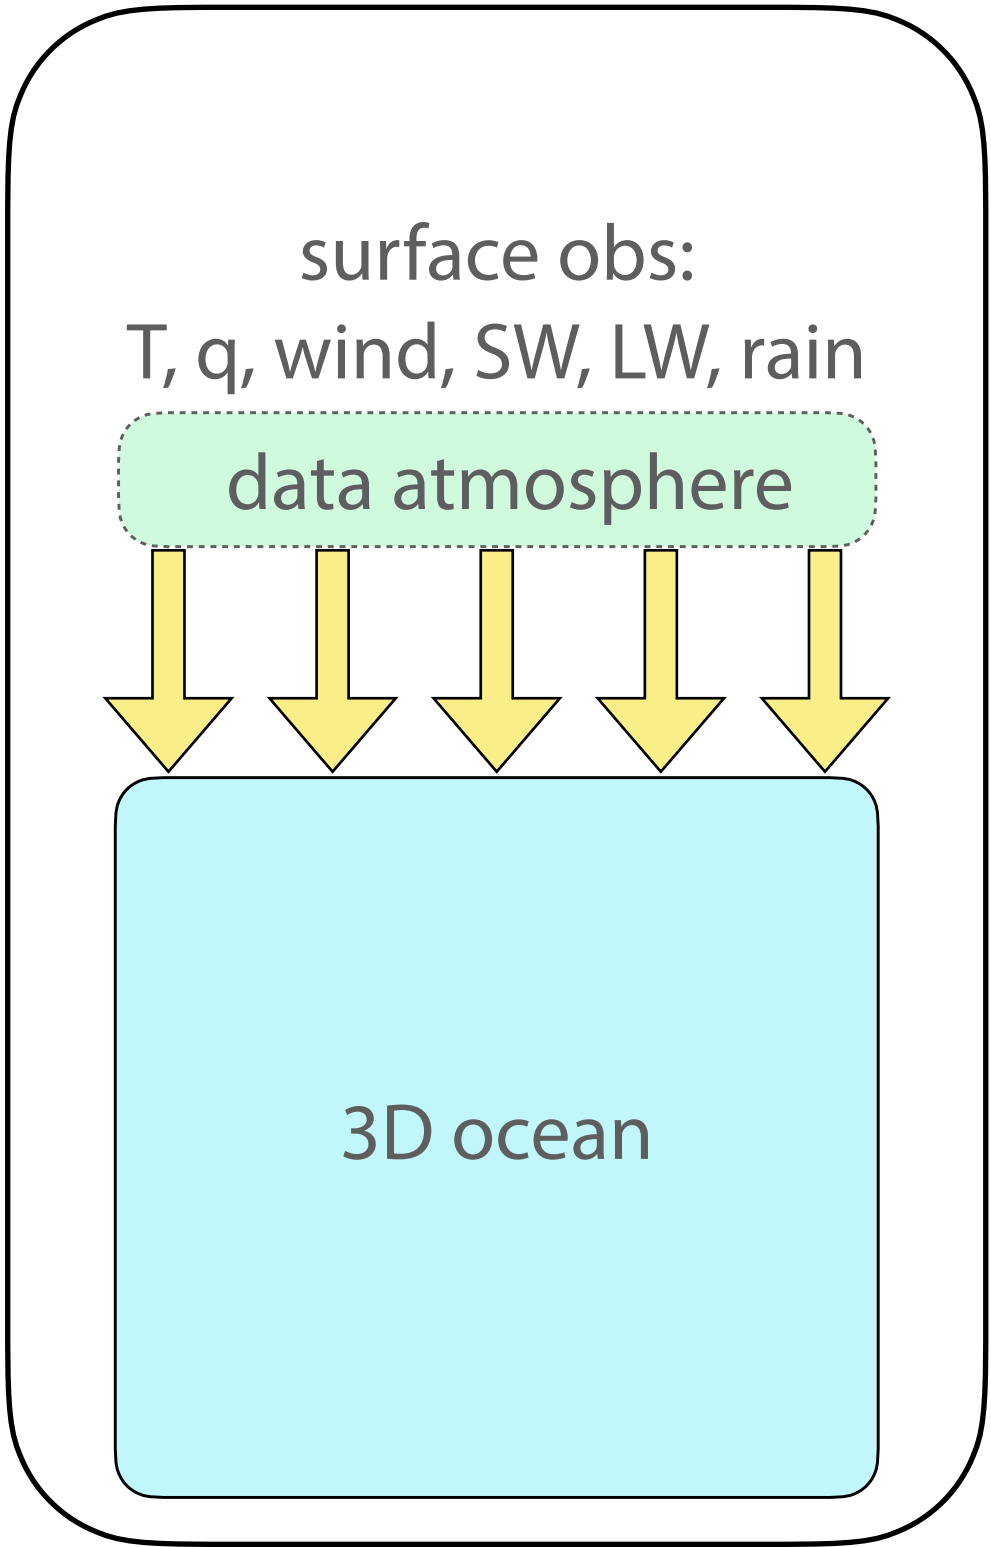 surface obs:
T, q, wind, SW, LW, rain
data atmosphere
3D ocean